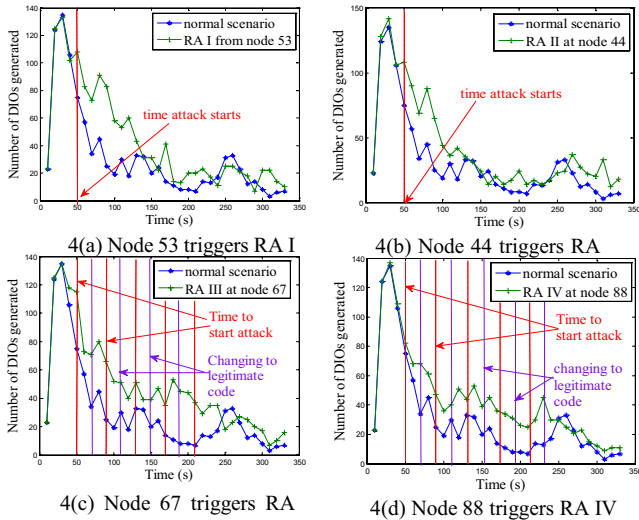 normal scenario
RA I from node 53
time attack starts
Number of DIOs generated
140
120
100
80
60
40
20
0
0 50 100 150 200 250 300 350
Time (s)
4(a) Node 53 triggers RA I
normal scenario
RA II at node 44
time attack starts
Number of DIOs generated
150
100
50
0
0 50 100 150 200 250 300 350
Time (s)
4(b) Node 44 triggers RA
normal scenario
RA III at node 67
Time to
start attack
Changing to
legitimate
code
Number of DIOs generated
140
120
100
80
60
40
20
0
0 50 100 150 200 250 300 350
Time (s)
4(c) Node 67 triggers RA
normal scenario
RA IV at node 88
Time to
start attack
changing to
legitimate
code
Number of DIOs generated
140
120
100
80
60
40
20
0
0 50 100 150 200 250 300 350
Time (s)
4(d) Node 88 triggers RA IV